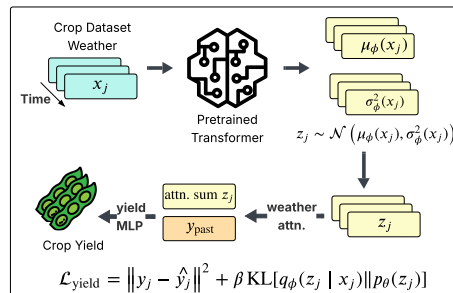 Crop Dataset
Weather
x_j
Time
Pretrained
Transformer
μ_ϕ(x_j)
σ²_ϕ(x_j)
z_j ∼ 𝒩(μ_ϕ(x_j), σ²_ϕ(x_j))
z_j
weather
attn.
attn. sum z_j
y_past
yield
MLP
Crop Yield
ℒ_yield = ‖y_j − ŷ_j‖² + β KL[q_ϕ(z_j | x_j)‖p_θ(z_j)]